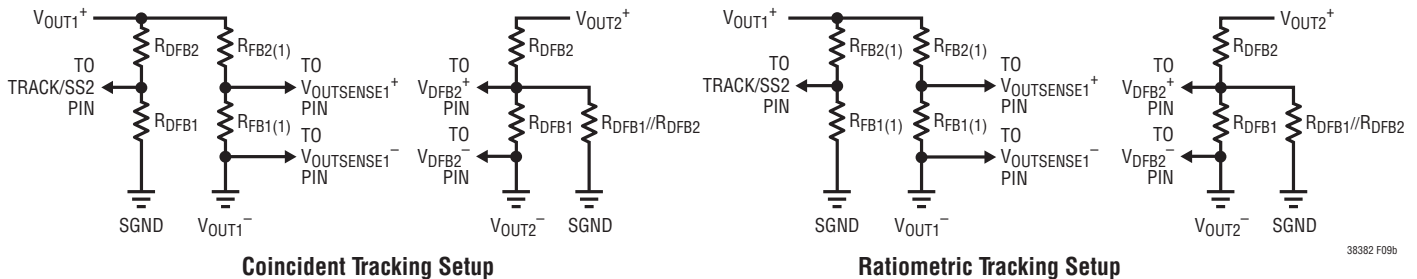 VOUT1+
RDFB2
RFB2(1)
TO
TRACK/SS2
PIN
TO
VOUTSENSE1+
PIN
RDFB1
RFB1(1)
TO
VOUTSENSE1–
PIN
SGND
VOUT1–
VOUT2+
RDFB2
TO
VDFB2+
PIN
RDFB1
RDFB1//RDFB2
TO
VDFB2–
PIN
VOUT2–
SGND
Coincident Tracking Setup
VOUT1+
RFB2(1)
RFB2(1)
TO
TRACK/SS2
PIN
TO
VOUTSENSE1+
PIN
RFB1(1)
RFB1(1)
TO
VOUTSENSE1–
PIN
SGND
VOUT1–
VOUT2+
RDFB2
TO
VDFB2+
PIN
RDFB1
RDFB1//RDFB2
TO
VDFB2–
PIN
VOUT2–
SGND
Ratiometric Tracking Setup
38382 F09b